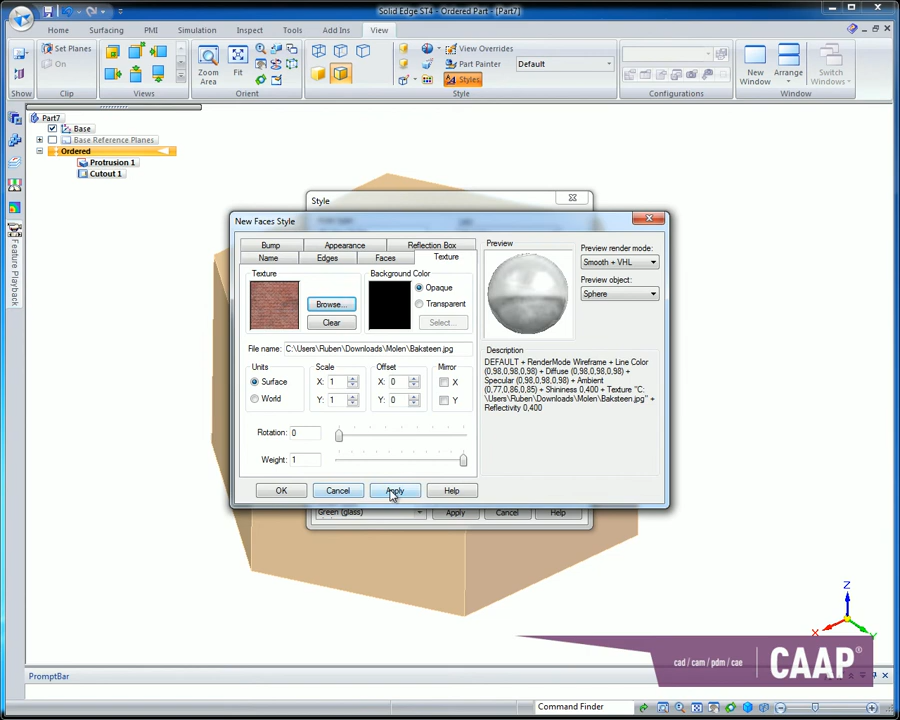 Solid Edge ST4 - Ordered Part - [Part7]
Home Surfacing PMI Simulation Inspect Tools Add Ins View
Set Planes
On
Show
Clip
Views
Zoom Area
Fit
Orient
View Overrides
Part Painter
Default
Styles
Style
Configurations
New Window
Arrange
Switch Windows
Window
Part7
Base
Base Reference Planes
Ordered
Protrusion 1
Cutout 1
Feature Playback
Style
New Faces Style
Bump Appearance Reflection Box
Name Edges Faces Texture
Texture
Browse...
Clear
Background Color
Opaque
Transparent
Select...
File name: C:\Users\Ruben\Downloads\Molen\Baksteen.jpg
Units Scale Offset Mirror
Surface X: 1 X: 0 X
World Y: 1 Y: 0 Y
Rotation: 0
Weight: 1
OK Cancel Apply Help
Preview
Preview render mode:
Smooth + VHL
Preview object:
Sphere
Description
DEFAULT + RenderMode Wireframe + Line Color
(0,98,0,98,0,98) + Diffuse (0,98,0,98,0,98) +
Specular (0,98,0,98,0,98) + Ambient
(0,77,0,86,0,85) + Shininess 0,400 + Texture "C:
\Users\Ruben\Downloads\Molen\Baksteen.jpg" +
Reflectivity 0,400
Green (glass) Apply Cancel Help
Z
X
Y
cad / cam / pdm / cae CAAP®
PromptBar
Command Finder